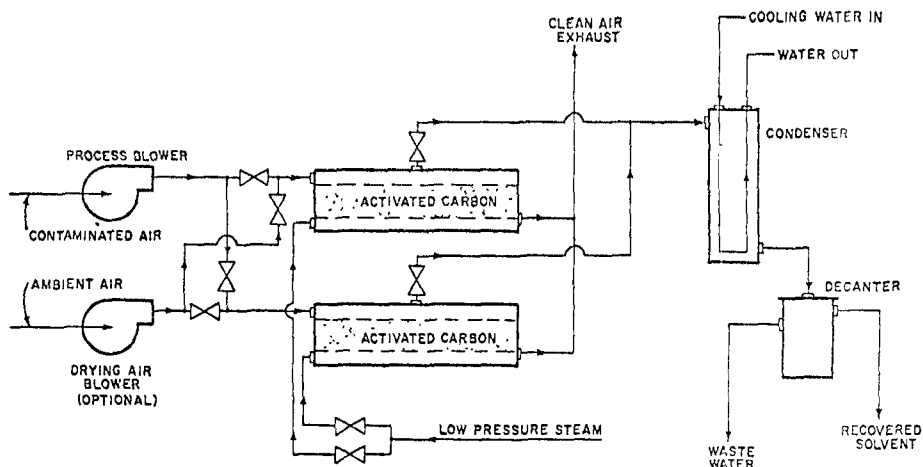 CLEAN AIR
EXHAUST
COOLING WATER IN
WATER OUT
CONDENSER
PROCESS BLOWER
ACTIVATED CARBON
CONTAMINATED AIR
AMBIENT AIR
DECANTER
ACTIVATED CARBON
DRYING AIR
BLOWER
(OPTIONAL)
LOW PRESSURE STEAM
WASTE
WATER
RECOVERED
SOLVENT